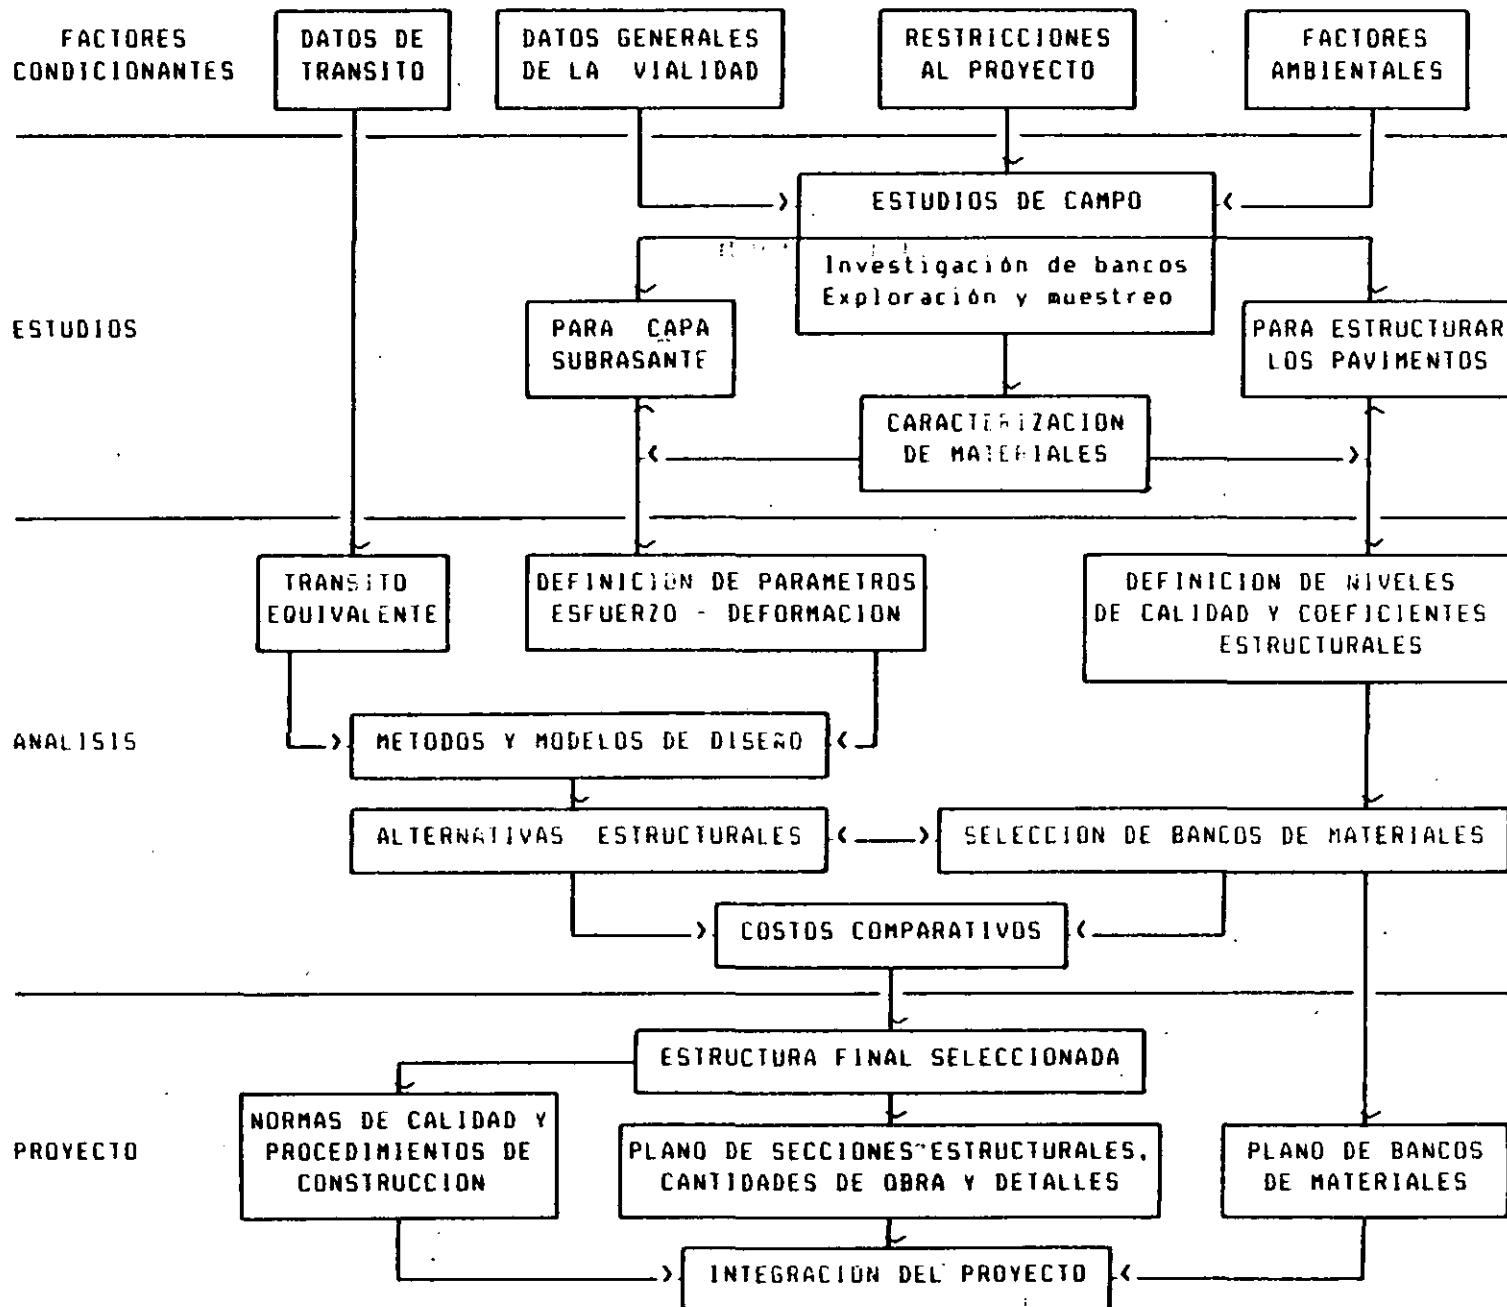 FACTORES
CONDICIONANTES
DATOS DE
TRANSITO
DATOS GENERALES
DE LA VIALIDAD
RESTRICCIONES
AL PROYECTO
FACTORES
AMBIENTALES
ESTUDIOS DE CAMPO
Investigación de bancos
Exploración y muestreo
ESTUDIOS
PARA CAPA
SUBRASANTE
PARA ESTRUCTURAR
LOS PAVIMENTOS
CARACTERIZACION
DE MATERIALES
TRANSITO
EQUIVALENTE
DEFINICION DE PARAMETROS
ESFUERZO - DEFORMACION
DEFINICION DE NIVELES
DE CALIDAD Y COEFICIENTES
ESTRUCTURALES
ANALISIS
METODOS Y MODELOS DE DISEÑO
ALTERNATIVAS ESTRUCTURALES
SELECCION DE BANCOS DE MATERIALES
COSTOS COMPARATIVOS
ESTRUCTURA FINAL SELECCIONADA
PROYECTO
NORMAS DE CALIDAD Y
PROCEDIMIENTOS DE
CONSTRUCCION
PLANO DE SECCIONES ESTRUCTURALES,
CANTIDADES DE OBRA Y DETALLES
PLANO DE BANCOS
DE MATERIALES
INTEGRACION DEL PROYECTO